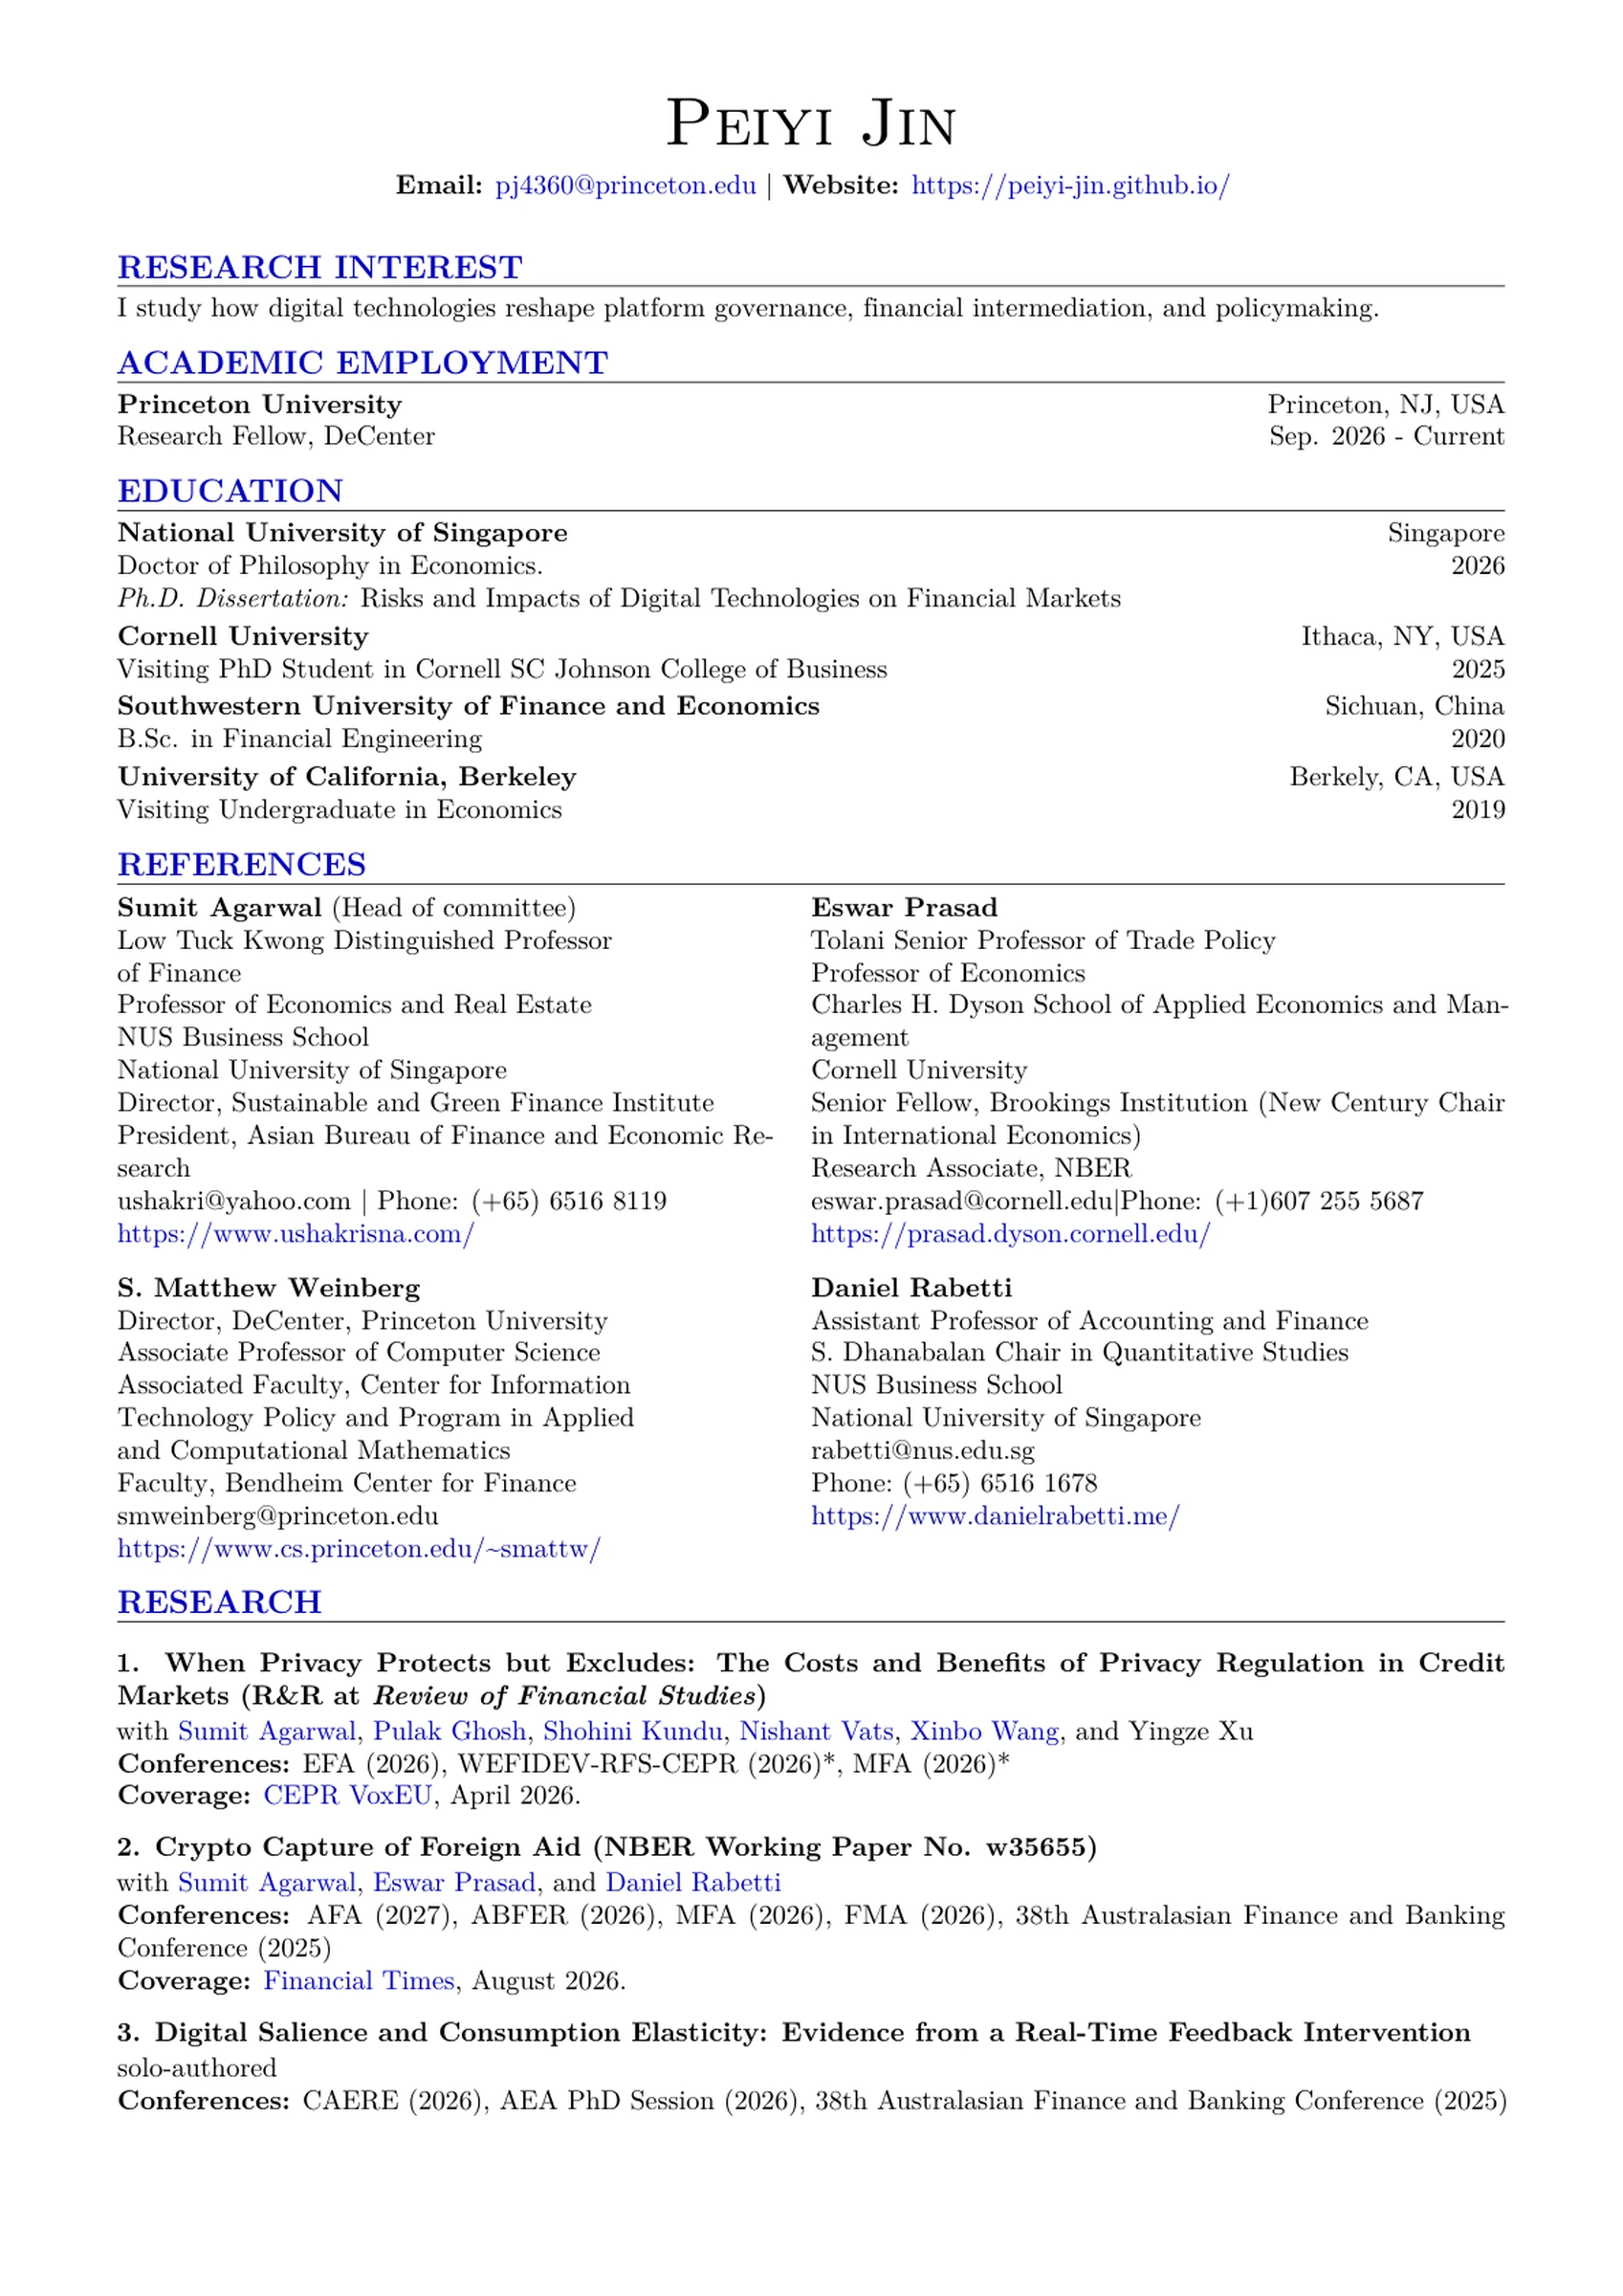 PEIYI JIN
Email: pj4360@princeton.edu | Website: https://peiyi-jin.github.io/
RESEARCH INTEREST
I study how digital technologies reshape platform governance, financial intermediation, and policymaking.
ACADEMIC EMPLOYMENT
Princeton University Princeton, NJ, USA
Research Fellow, DeCenter Sep. 2026 - Current
EDUCATION
National University of Singapore Singapore
Doctor of Philosophy in Economics. 2026
Ph.D. Dissertation: Risks and Impacts of Digital Technologies on Financial Markets
Cornell University Ithaca, NY, USA
Visiting PhD Student in Cornell SC Johnson College of Business 2025
Southwestern University of Finance and Economics Sichuan, China
B.Sc. in Financial Engineering 2020
University of California, Berkeley Berkely, CA, USA
Visiting Undergraduate in Economics 2019
REFERENCES
Sumit Agarwal (Head of committee)
Low Tuck Kwong Distinguished Professor
of Finance
Professor of Economics and Real Estate
NUS Business School
National University of Singapore
Director, Sustainable and Green Finance Institute
President, Asian Bureau of Finance and Economic Re-
search
ushakri@yahoo.com | Phone: (+65) 6516 8119
https://www.ushakrisna.com/
Eswar Prasad
Tolani Senior Professor of Trade Policy
Professor of Economics
Charles H. Dyson School of Applied Economics and Man-
agement
Cornell University
Senior Fellow, Brookings Institution (New Century Chair
in International Economics)
Research Associate, NBER
eswar.prasad@cornell.edu|Phone: (+1)607 255 5687
https://prasad.dyson.cornell.edu/
S. Matthew Weinberg
Director, DeCenter, Princeton University
Associate Professor of Computer Science
Associated Faculty, Center for Information
Technology Policy and Program in Applied
and Computational Mathematics
Faculty, Bendheim Center for Finance
smweinberg@princeton.edu
https://www.cs.princeton.edu/~smattw/
Daniel Rabetti
Assistant Professor of Accounting and Finance
S. Dhanabalan Chair in Quantitative Studies
NUS Business School
National University of Singapore
rabetti@nus.edu.sg
Phone: (+65) 6516 1678
https://www.danielrabetti.me/
RESEARCH
1. When Privacy Protects but Excludes: The Costs and Benefits of Privacy Regulation in Credit
Markets (R&R at Review of Financial Studies)
with Sumit Agarwal, Pulak Ghosh, Shohini Kundu, Nishant Vats, Xinbo Wang, and Yingze Xu
Conferences: EFA (2026), WEFIDEV-RFS-CEPR (2026)*, MFA (2026)*
Coverage: CEPR VoxEU, April 2026.
2. Crypto Capture of Foreign Aid (NBER Working Paper No. w35655)
with Sumit Agarwal, Eswar Prasad, and Daniel Rabetti
Conferences: AFA (2027), ABFER (2026), MFA (2026), FMA (2026), 38th Australasian Finance and Banking
Conference (2025)
Coverage: Financial Times, August 2026.
3. Digital Salience and Consumption Elasticity: Evidence from a Real-Time Feedback Intervention
solo-authored
Conferences: CAERE (2026), AEA PhD Session (2026), 38th Australasian Finance and Banking Conference (2025)